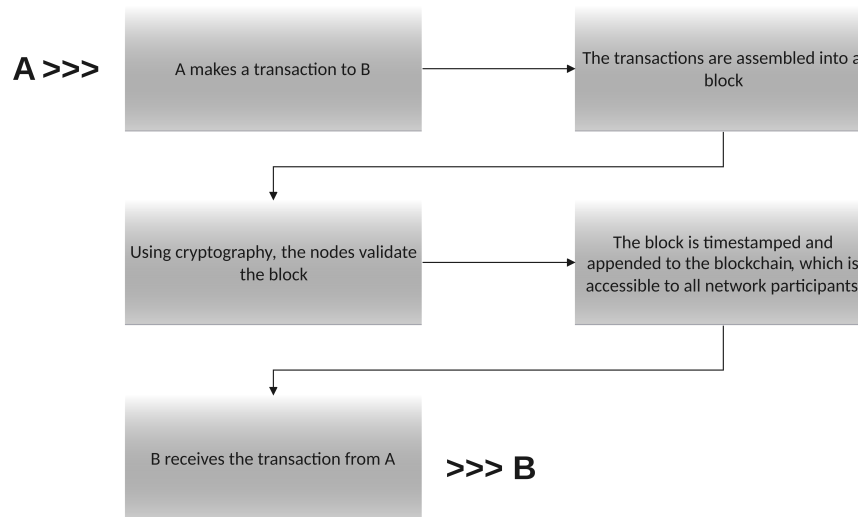 A >>>
A makes a transaction to B
The transactions are assembled into a
block
Using cryptography, the nodes validate
the block
The block is timestamped and
appended to the blockchain, which is
accessible to all network participants
B receives the transaction from A
>>> B